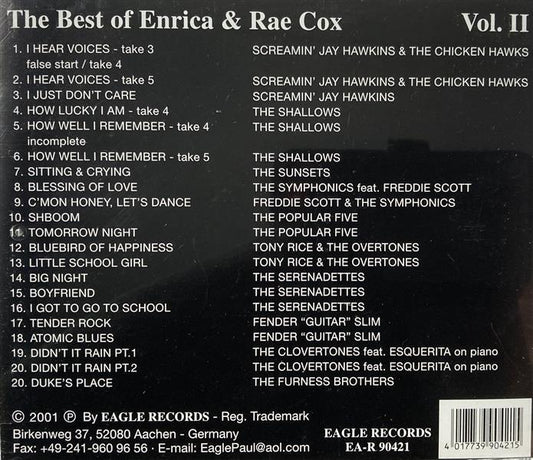 The Best of Enrica & Rae Cox Vol. II
1. I HEAR VOICES - take 3 SCREAMIN' JAY HAWKINS & THE CHICKEN HAWKS
false start / take 4
2. I HEAR VOICES - take 5 SCREAMIN' JAY HAWKINS & THE CHICKEN HAWKS
3. I JUST DON'T CARE SCREAMIN' JAY HAWKINS
4. HOW LUCKY I AM - take 4 THE SHALLOWS
5. HOW WELL I REMEMBER - take 4 THE SHALLOWS
incomplete
6. HOW WELL I REMEMBER - take 5 THE SHALLOWS
7. SITTING & CRYING THE SUNSETS
8. BLESSING OF LOVE THE SYMPHONICS feat. FREDDIE SCOTT
9. C'MON HONEY, LET'S DANCE FREDDIE SCOTT & THE SYMPHONICS
10. SHBOOM THE POPULAR FIVE
11. TOMORROW NIGHT THE POPULAR FIVE
12. BLUEBIRD OF HAPPINESS TONY RICE & THE OVERTONES
13. LITTLE SCHOOL GIRL TONY RICE & THE OVERTONES
14. BIG NIGHT THE SERENADETTES
15. BOYFRIEND THE SERENADETTES
16. I GOT TO GO TO SCHOOL THE SERENADETTES
17. TENDER ROCK FENDER "GUITAR" SLIM
18. ATOMIC BLUES FENDER "GUITAR" SLIM
19. DIDN'T IT RAIN PT.1 THE CLOVERTONES feat. ESQUERITA on piano
20. DIDN'T IT RAIN PT.2 THE CLOVERTONES feat. ESQUERITA on piano
20. DUKE'S PLACE THE FURNESS BROTHERS
© 2001 ℗ By EAGLE RECORDS - Reg. Trademark
Birkenweg 37, 52080 Aachen - Germany EAGLE RECORDS
Fax: +49-241-960 96 56 - E-mail: EaglePaul@aol.com EA-R 90421
4 017739 904215